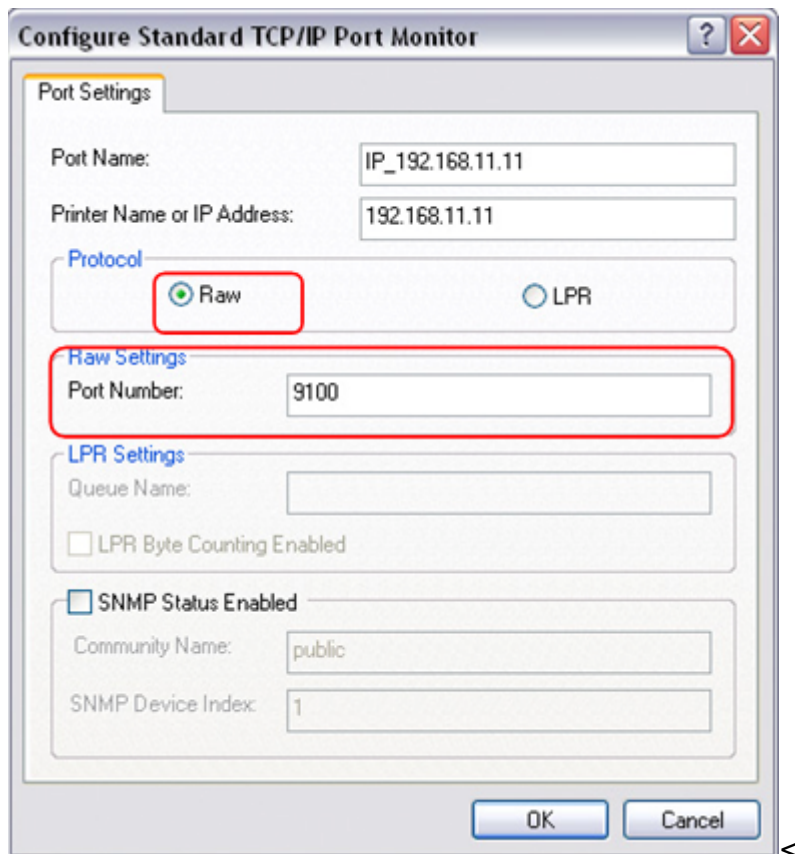 Configure Standard TCP/IP Port Monitor
Port Settings
Port Name: IP_192.168.11.11
Printer Name or IP Address: 192.168.11.11
Protocol
Raw LPR
Raw Settings
Port Number: 9100
LPR Settings
Queue Name:
LPR Byte Counting Enabled
SNMP Status Enabled
Community Name: public
SNMP Device Index: 1
OK Cancel
<